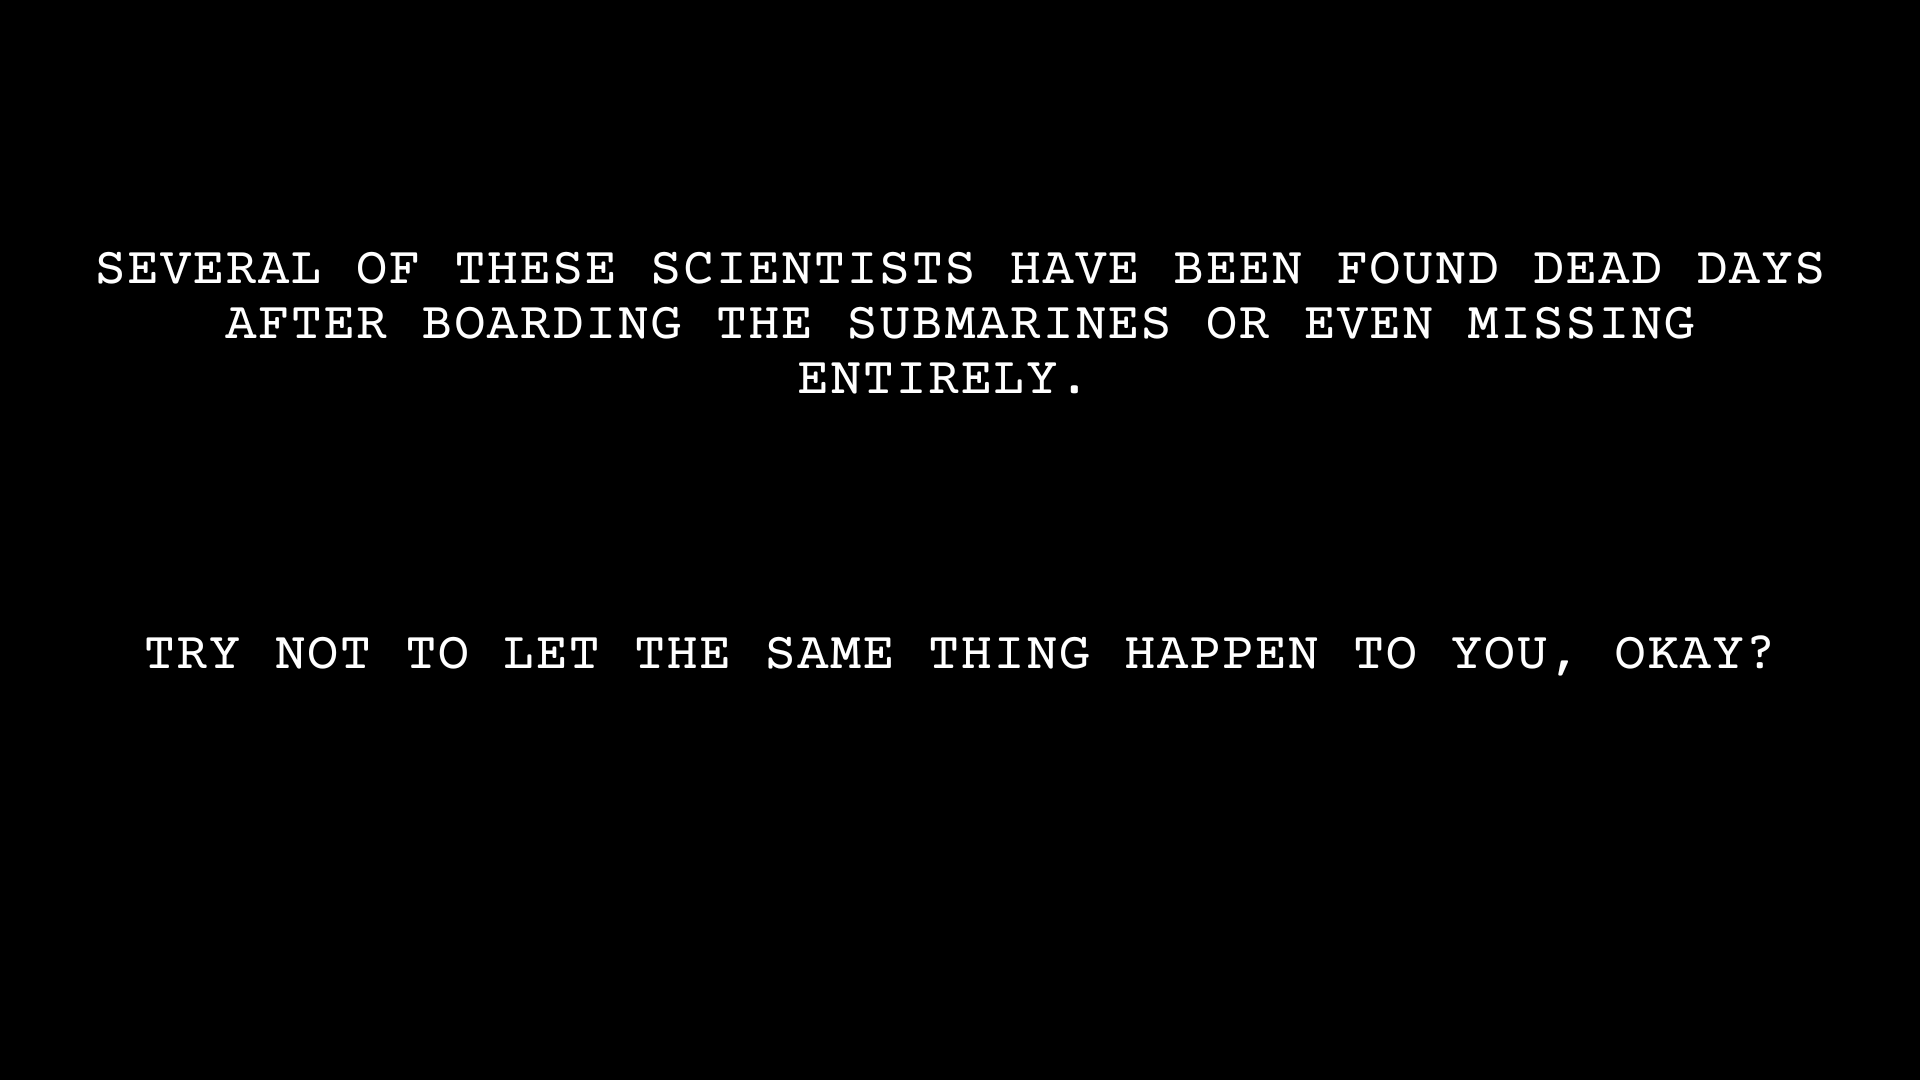 SEVERAL OF THESE SCIENTISTS HAVE BEEN FOUND DEAD DAYS
AFTER BOARDING THE SUBMARINES OR EVEN MISSING
ENTIRELY.
TRY NOT TO LET THE SAME THING HAPPEN TO YOU, OKAY?